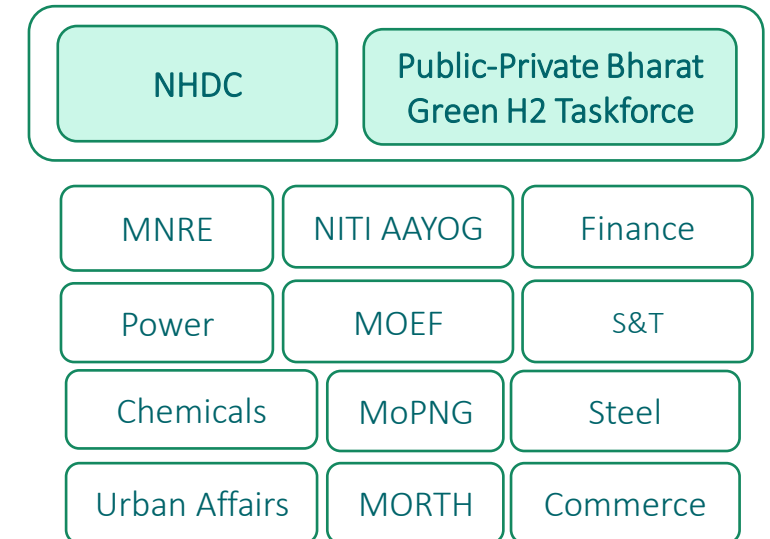 NHDC
Public-Private Bharat
Green H2 Taskforce
MNRE
NITI AAYOG
Finance
Power
MOEF
S&T
Chemicals
MoPNG
Steel
Urban Affairs
MORTH
Commerce